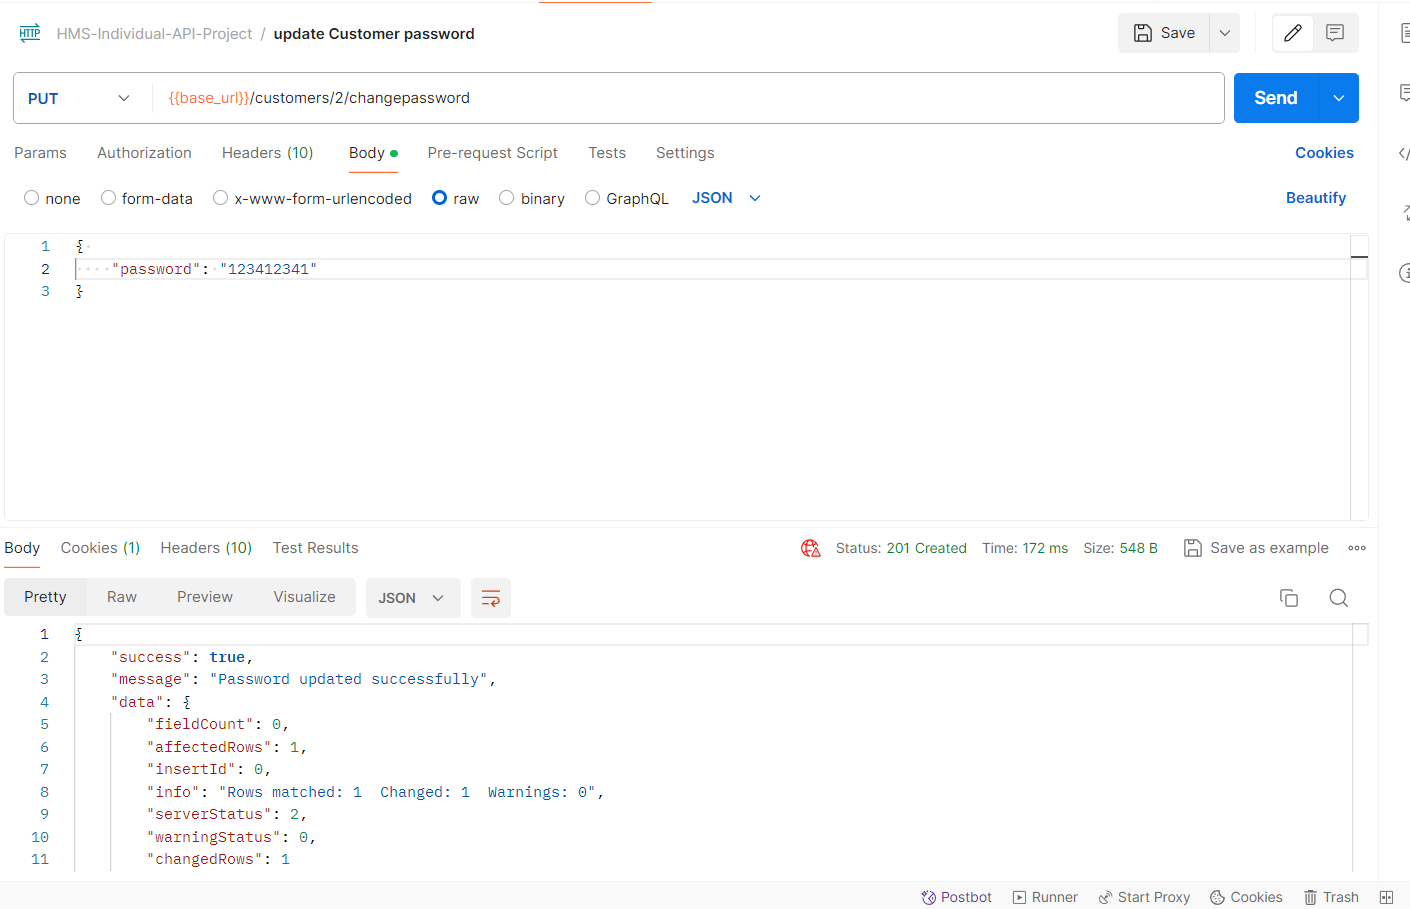 HTTP HMS-Individual-API-Project / update Customer password Save
PUT {{base_url}}/customers/2/changepassword Send
Params Authorization Headers (10) Body Pre-request Script Tests Settings Cookies
none form-data x-www-form-urlencoded raw binary GraphQL JSON Beautify
1 {
2 "password": "123412341"
3 }
Body Cookies (1) Headers (10) Test Results Status: 201 Created Time: 172 ms Size: 548 B Save as example
Pretty Raw Preview Visualize JSON
1 {
2 "success": true,
3 "message": "Password updated successfully",
4 "data": {
5 "fieldCount": 0,
6 "affectedRows": 1,
7 "insertId": 0,
8 "info": "Rows matched: 1  Changed: 1  Warnings: 0",
9 "serverStatus": 2,
10 "warningStatus": 0,
11 "changedRows": 1
Postbot Runner Start Proxy Cookies Trash